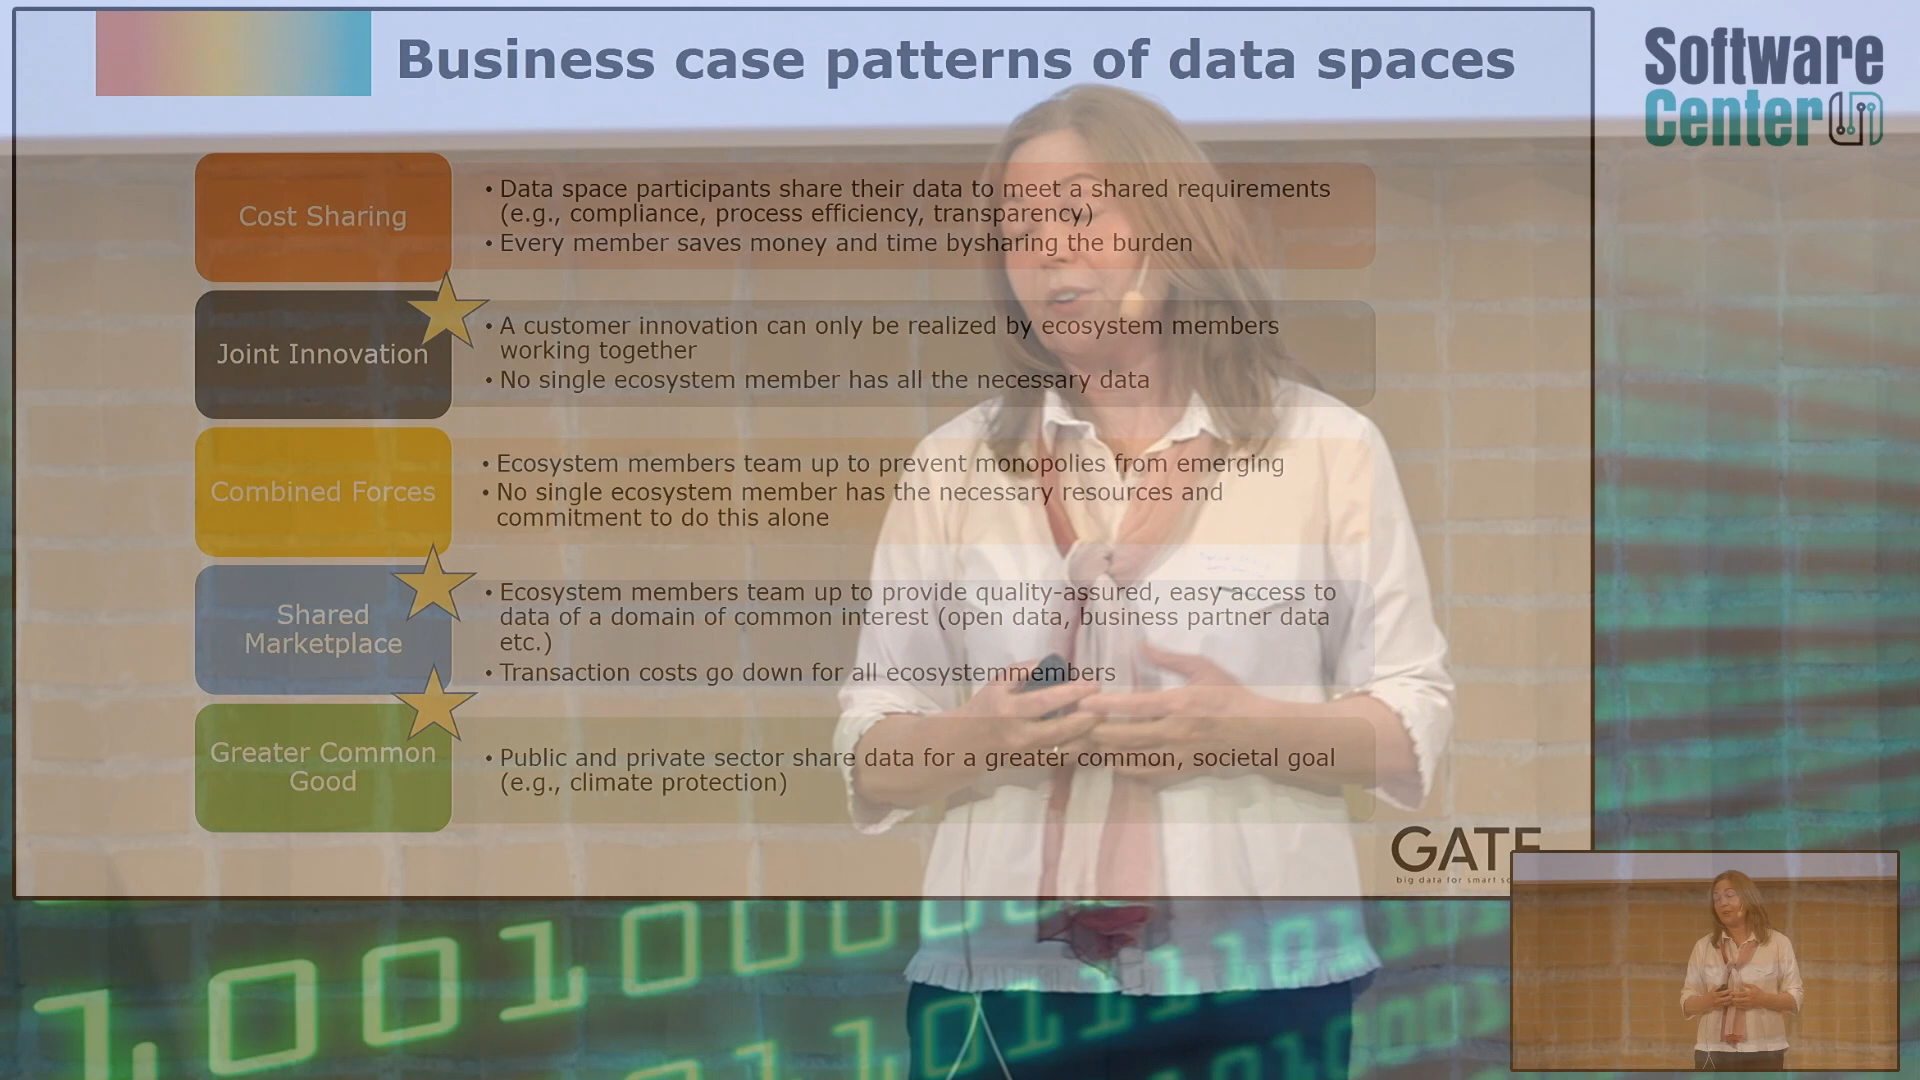 Business case patterns of data spaces
Software
Center
Cost Sharing
• Data space participants share their data to meet a shared requirements
(e.g., compliance, process efficiency, transparency)
• Every member saves money and time bysharing the burden
Joint Innovation
• A customer innovation can only be realized by ecosystem members
working together
• No single ecosystem member has all the necessary data
Combined Forces
• Ecosystem members team up to prevent monopolies from emerging
• No single ecosystem member has the necessary resources and
commitment to do this alone
Shared
Marketplace
• Ecosystem members team up to provide quality-assured, easy access to
data of a domain of common interest (open data, business partner data
etc.)
• Transaction costs go down for all ecosystemmembers
Greater Common
Good
• Public and private sector share data for a greater common, societal goal
(e.g., climate protection)
GATE
big data for smart